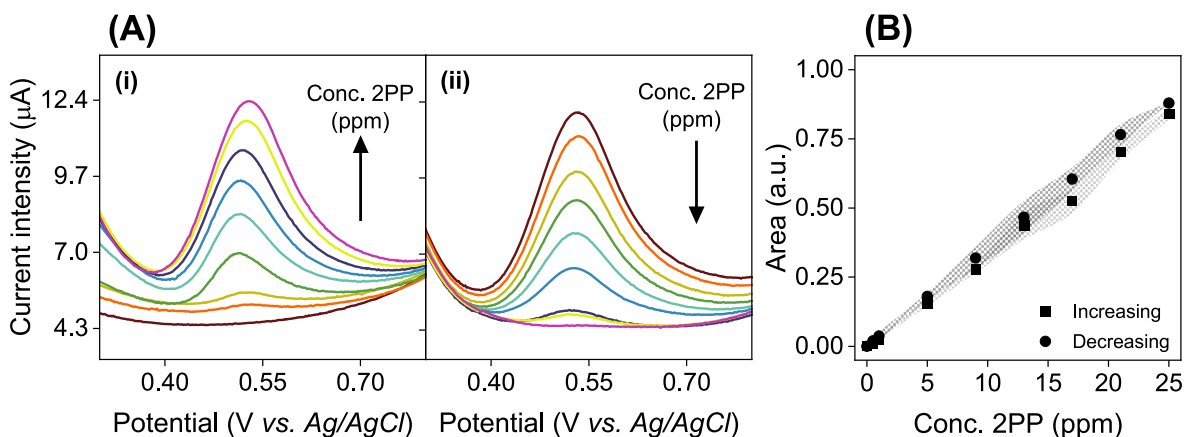 (A)
(i)
Conc. 2PP
(ppm)
(ii)
Conc. 2PP
(ppm)
Current intensity (µA)
12.4
9.7
7.0
4.3
0.40
0.55
0.70
0.40
0.55
0.70
Potential (V vs. Ag/AgCl)
Potential (V vs. Ag/AgCl)
(B)
Area (a.u.)
1.00
0.75
0.50
0.25
0.00
Increasing
Decreasing
0
5
10
15
20
25
Conc. 2PP (ppm)